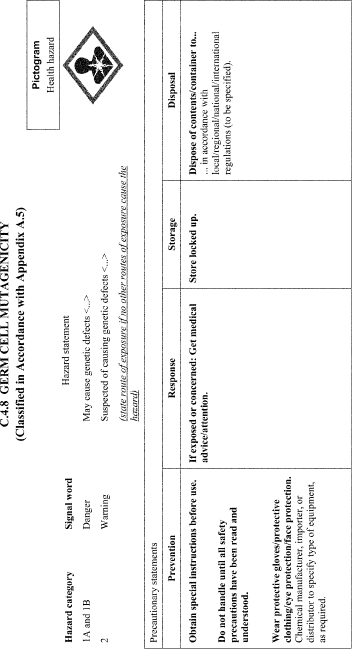 C.4.8 GERM CELL MUTAGENICITY
(Classified in Accordance with Appendix A.5)
Pictogram
Health hazard
Hazard category Signal word Hazard statement
1A and 1B Danger May cause genetic defects <...>
2 Warning Suspected of causing genetic defects <...>
(state route of exposure if no other routes of exposure cause the
hazard)
Precautionary statements
Prevention Response Storage Disposal
Obtain special instructions before use.
Do not handle until all safety
precautions have been read and
understood.
Wear protective gloves/protective
clothing/eye protection/face protection.
Chemical manufacturer, importer, or
distributor to specify type of equipment,
as required.
If exposed or concerned: Get medical
advice/attention.
Store locked up.
Dispose of contents/container to...
... in accordance with
local/regional/national/international
regulations (to be specified).